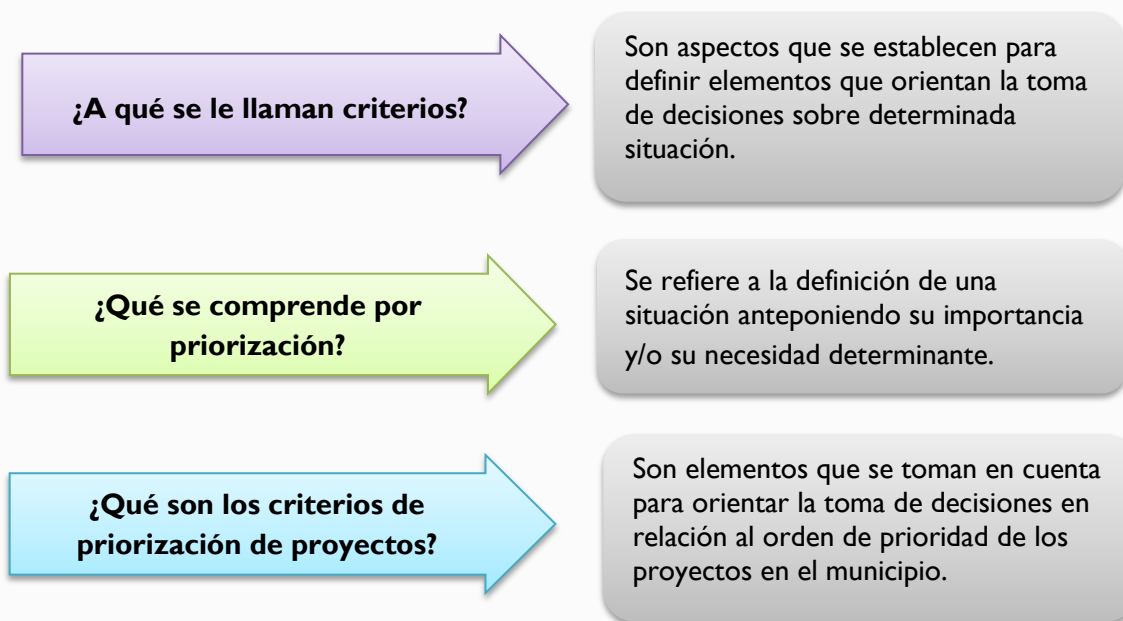 ¿A qué se le llaman criterios?
Son aspectos que se establecen para
definir elementos que orientan la toma
de decisiones sobre determinada
situación.
¿Qué se comprende por
priorización?
Se refiere a la definición de una
situación anteponiendo su importancia
y/o su necesidad determinante.
¿Qué son los criterios de
priorización de proyectos?
Son elementos que se toman en cuenta
para orientar la toma de decisiones en
relación al orden de prioridad de los
proyectos en el municipio.